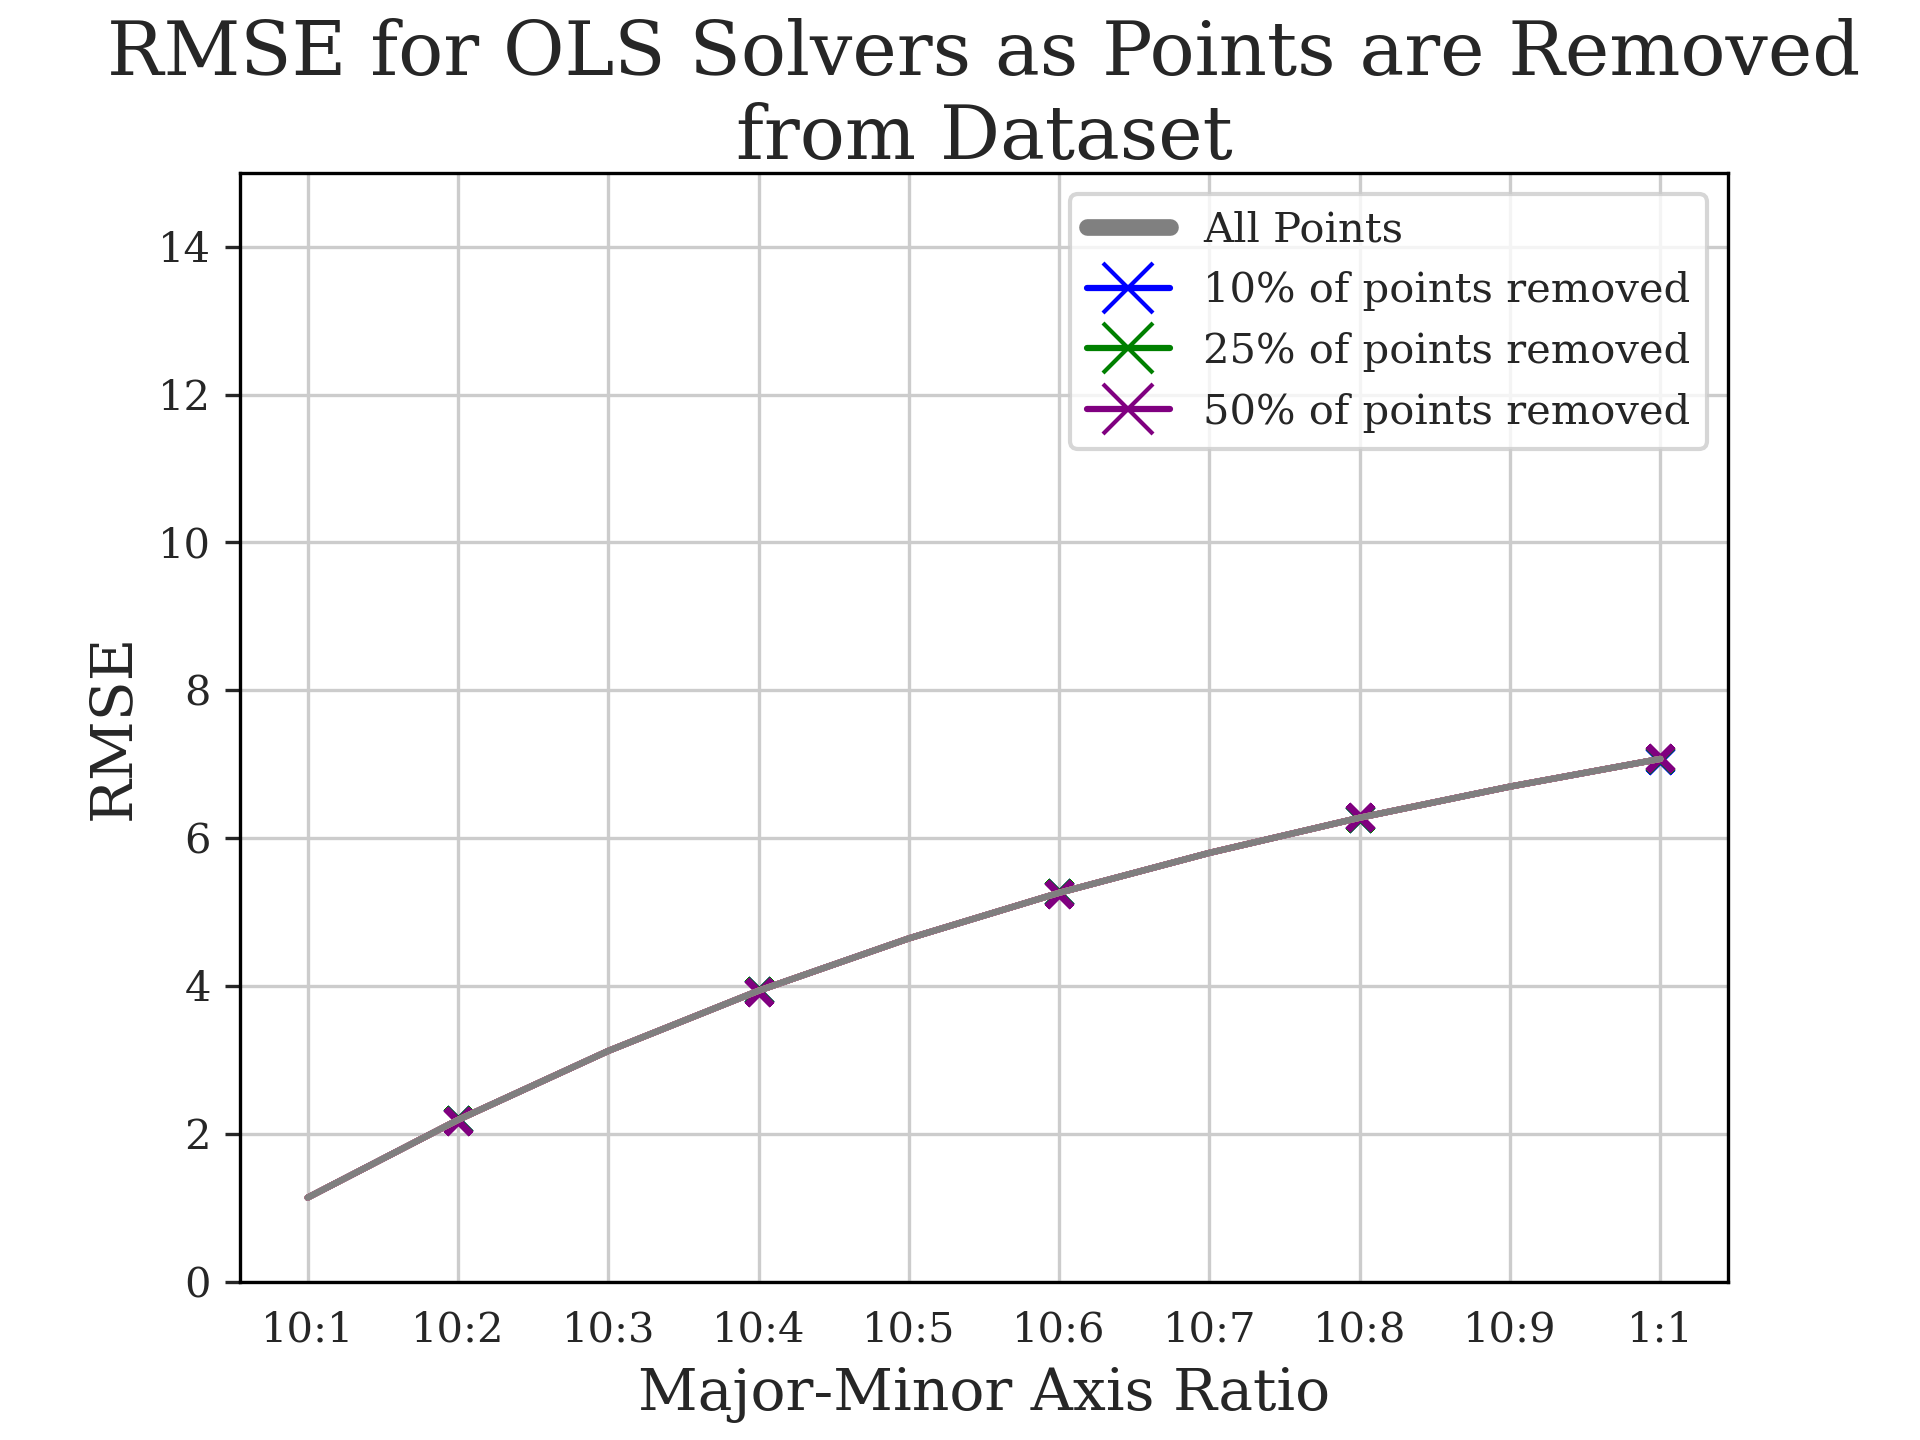 RMSE for OLS Solvers as Points are Removed
from Dataset
All Points
10% of points removed
25% of points removed
50% of points removed
14
12
10
8
6
4
2
0
RMSE
10:1 10:2 10:3 10:4 10:5 10:6 10:7 10:8 10:9 1:1
Major-Minor Axis Ratio